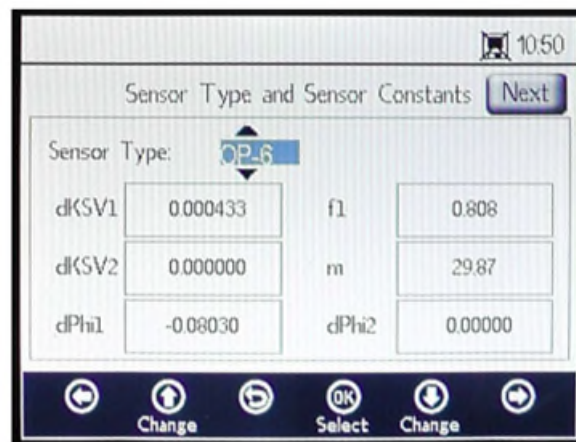 10:50
Sensor Type and Sensor Constants Next
Sensor Type: OP-6
dKSV1 0.000433 f1 0.808
dKSV2 0.000000 m 29.87
dPhi1 -0.08030 dPhi2 0.00000
OK
Change Select Change